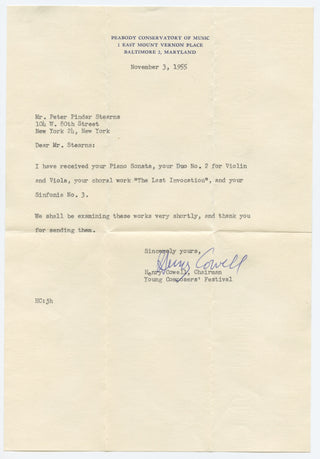 PEABODY CONSERVATORY OF MUSIC
1 EAST MOUNT VERNON PLACE
BALTIMORE 2, MARYLAND
November 3, 1955
Mr. Peter Pindar Stearns
104 W. 80th Street
New York 24, New York
Dear Mr. Stearns:
I have received your Piano Sonata, your Duo No. 2 for Violin
and Viola, your choral work "The Last Invocation", and your
Sinfonia No. 3.
We shall be examining these works very shortly, and thank you
for sending them.
Sincerely yours,
Henry Cowell
Henry Cowell, Chairman
Young Composers' Festival
HC:jh